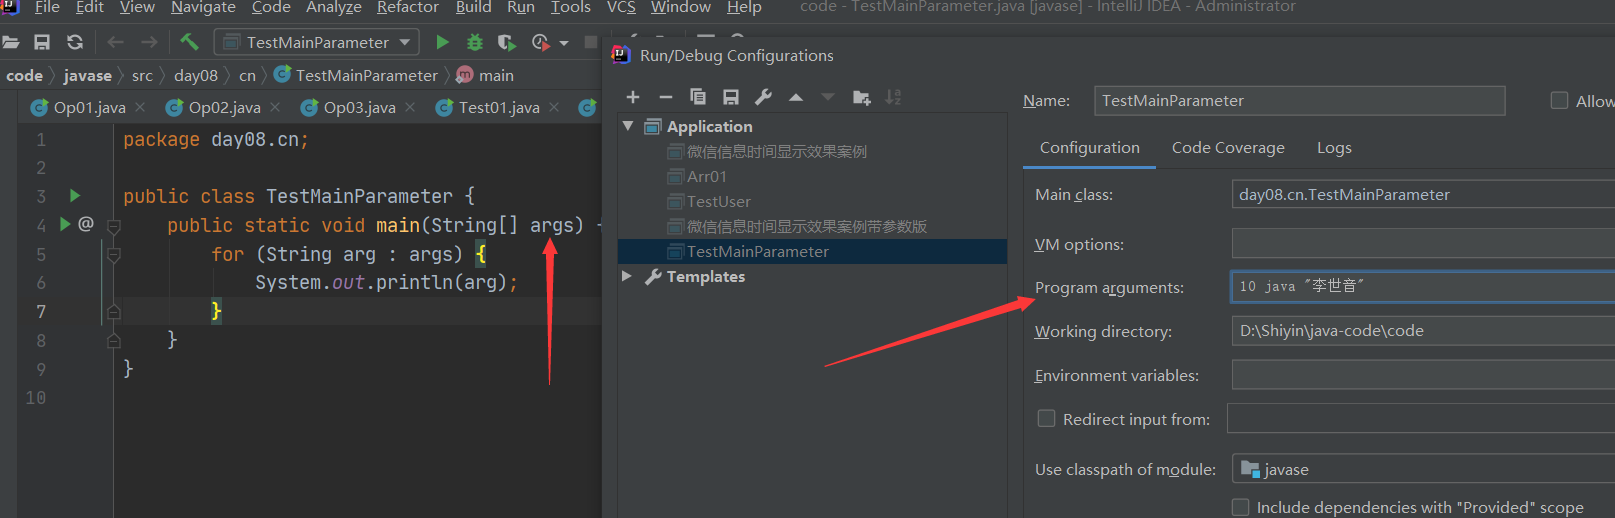 File Edit View Navigate Code Analyze Refactor Build Run Tools VCS Window Help code - TestMainParameter.java [javase] - IntelliJ IDEA - Administrator
TestMainParameter
code javase src day08 cn TestMainParameter main
Op01.java Op02.java Op03.java Test01.java
1 package day08.cn;
2
3 public class TestMainParameter {
4 @ public static void main(String[] args) {
5 for (String arg : args) {
6 System.out.println(arg);
7 }
8 }
9 }
10
Run/Debug Configurations
Application
微信信息时间显示效果案例
Arr01
TestUser
微信信息时间显示效果案例带参数版
TestMainParameter
Templates
Name: TestMainParameter Allow
Configuration Code Coverage Logs
Main class: day08.cn.TestMainParameter
VM options:
Program arguments: 10 java "李世音"
Working directory: D:\Shiyin\java-code\code
Environment variables:
Redirect input from:
Use classpath of module: javase
Include dependencies with "Provided" scope